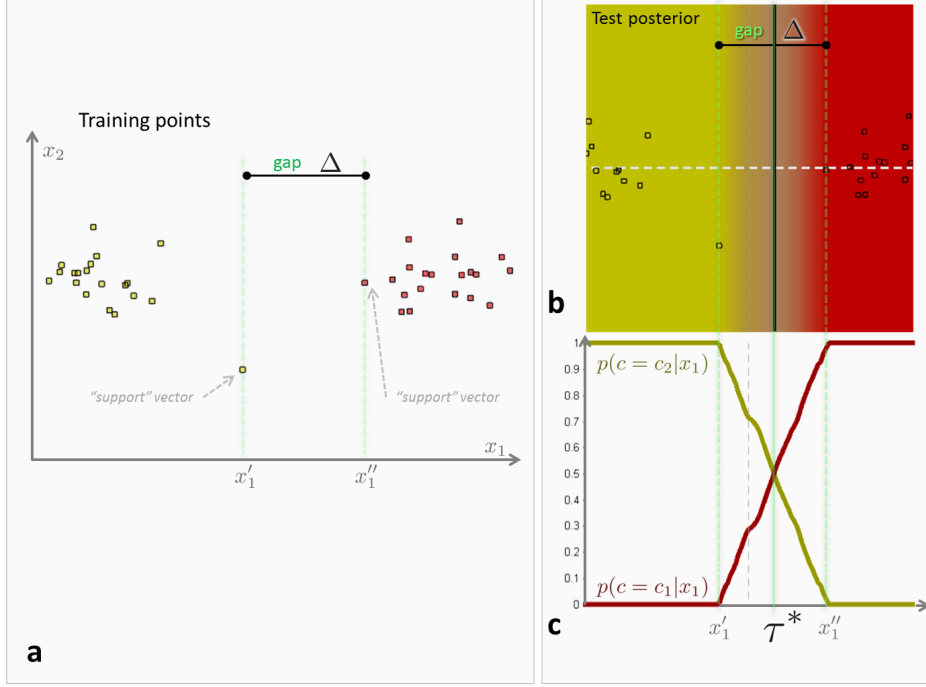 Training points
x₂
gap Δ
"support" vector
"support" vector
x₁
x₁′
x₁″
a
Test posterior
gap Δ
b
1
p(c = c₂|x₁)
0.9
0.8
0.7
0.6
0.5
0.4
0.3
0.2
0.1
p(c = c₁|x₁)
0
x₁′
τ*
x₁″
c